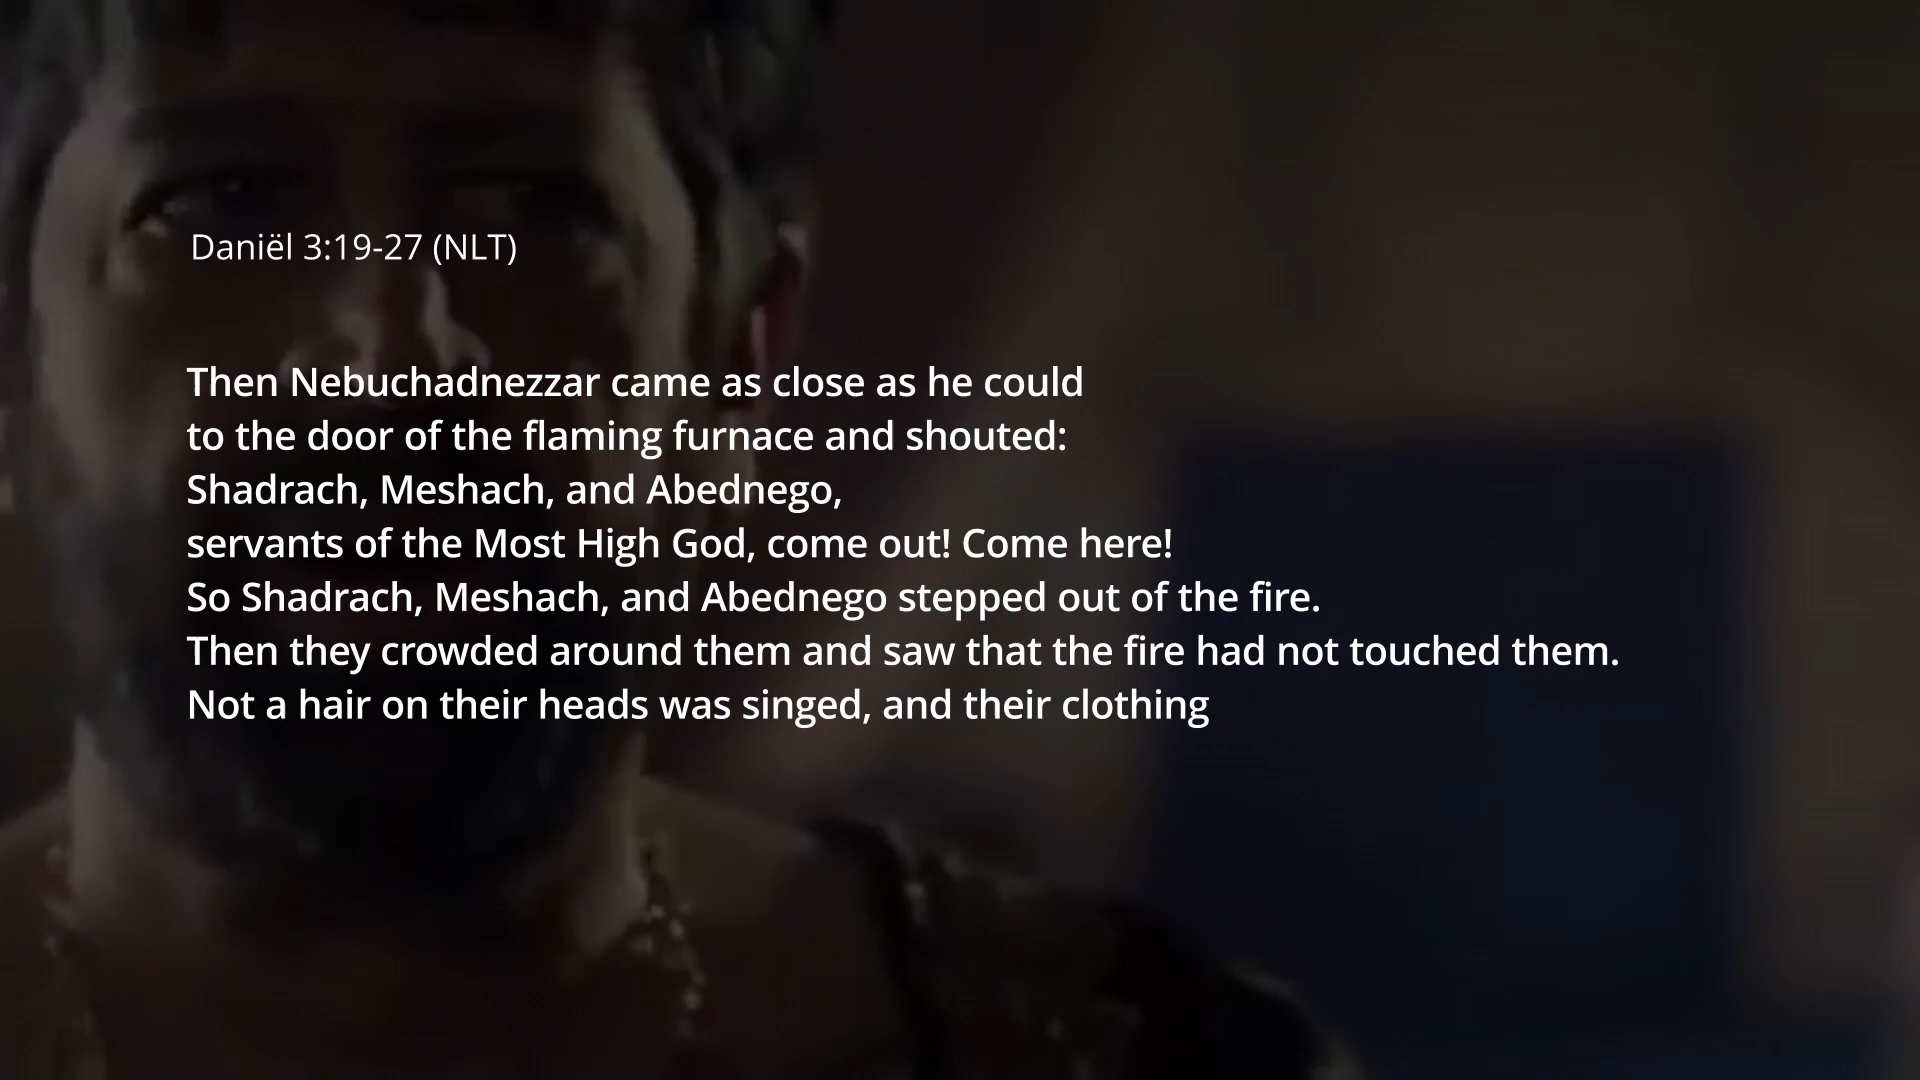 Daniël 3:19-27 (NLT)
Then Nebuchadnezzar came as close as he could
to the door of the flaming furnace and shouted:
Shadrach, Meshach, and Abednego,
servants of the Most High God, come out! Come here!
So Shadrach, Meshach, and Abednego stepped out of the fire.
Then they crowded around them and saw that the fire had not touched them.
Not a hair on their heads was singed, and their clothing